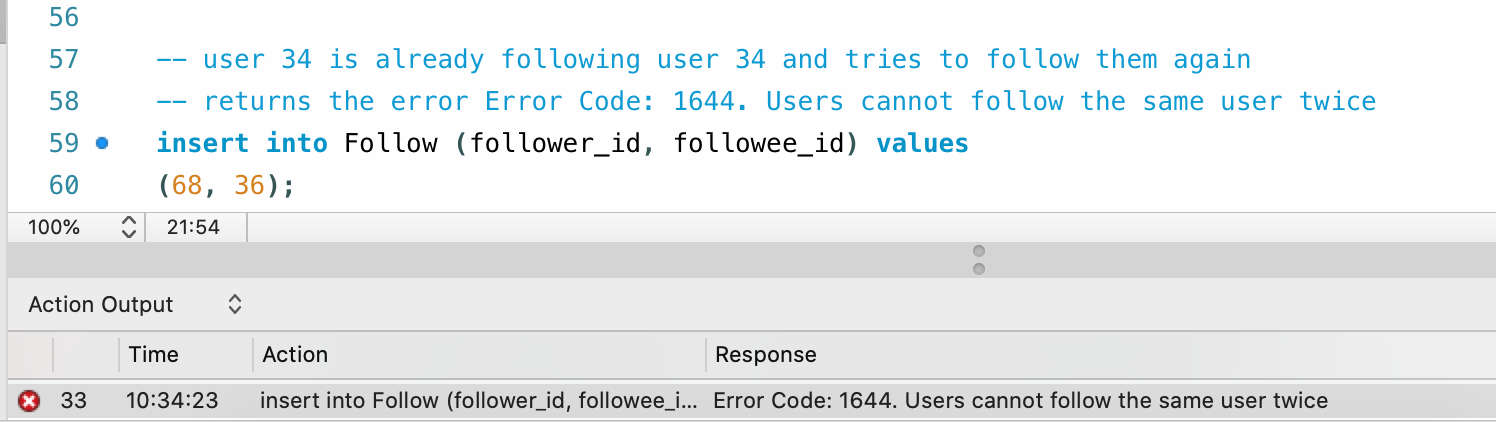 56
57 -- user 34 is already following user 34 and tries to follow them again
58 -- returns the error Error Code: 1644. Users cannot follow the same user twice
59 insert into Follow (follower_id, followee_id) values
60 (68, 36);
100% 21:54
Action Output
Time Action Response
33 10:34:23 insert into Follow (follower_id, followee_i... Error Code: 1644. Users cannot follow the same user twice